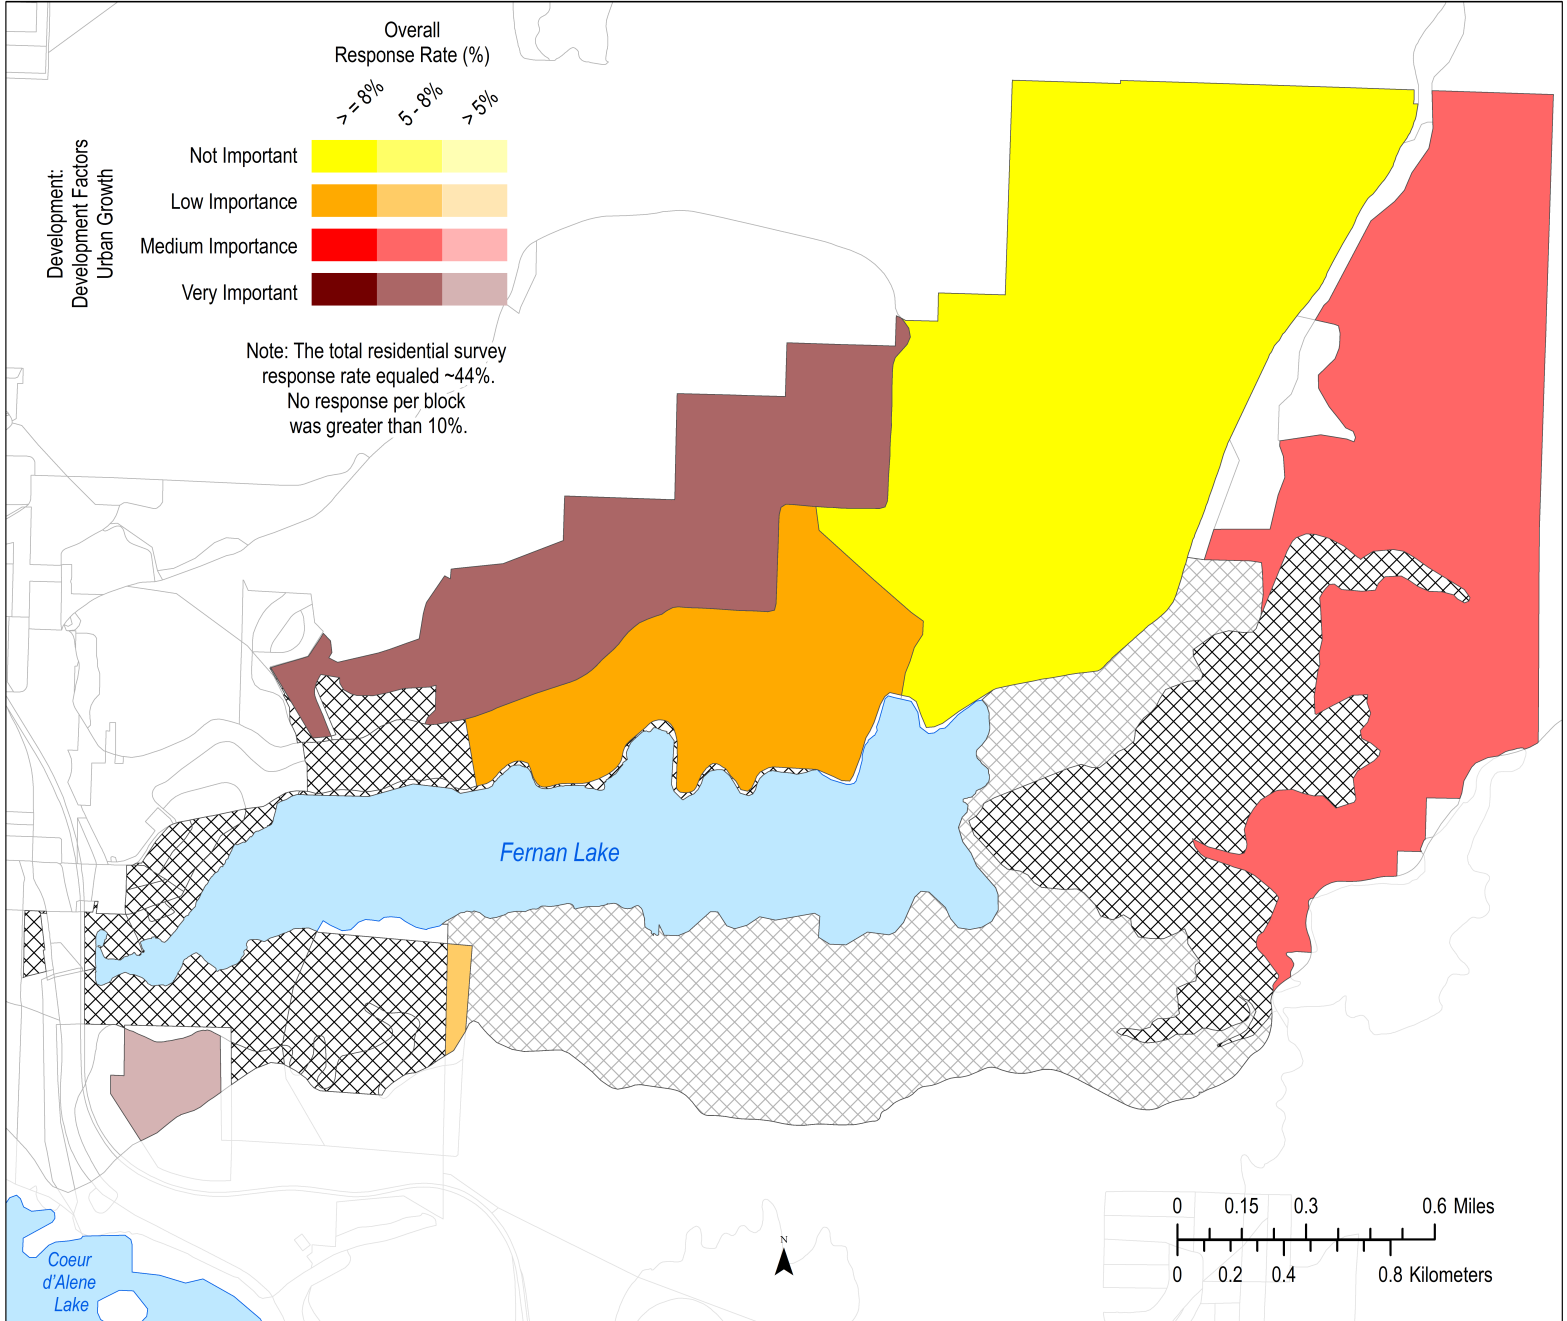 Overall
Response Rate (%)
> = 8%
5 - 8%
> 5%
Development:
Development Factors
Urban Growth
Not Important
Low Importance
Medium Importance
Very Important
Note: The total residential survey
response rate equaled ~44%.
No response per block
was greater than 10%.
Fernan Lake
Coeur
d'Alene
Lake
N
0 0.15 0.3 0.6 Miles
0 0.2 0.4 0.8 Kilometers